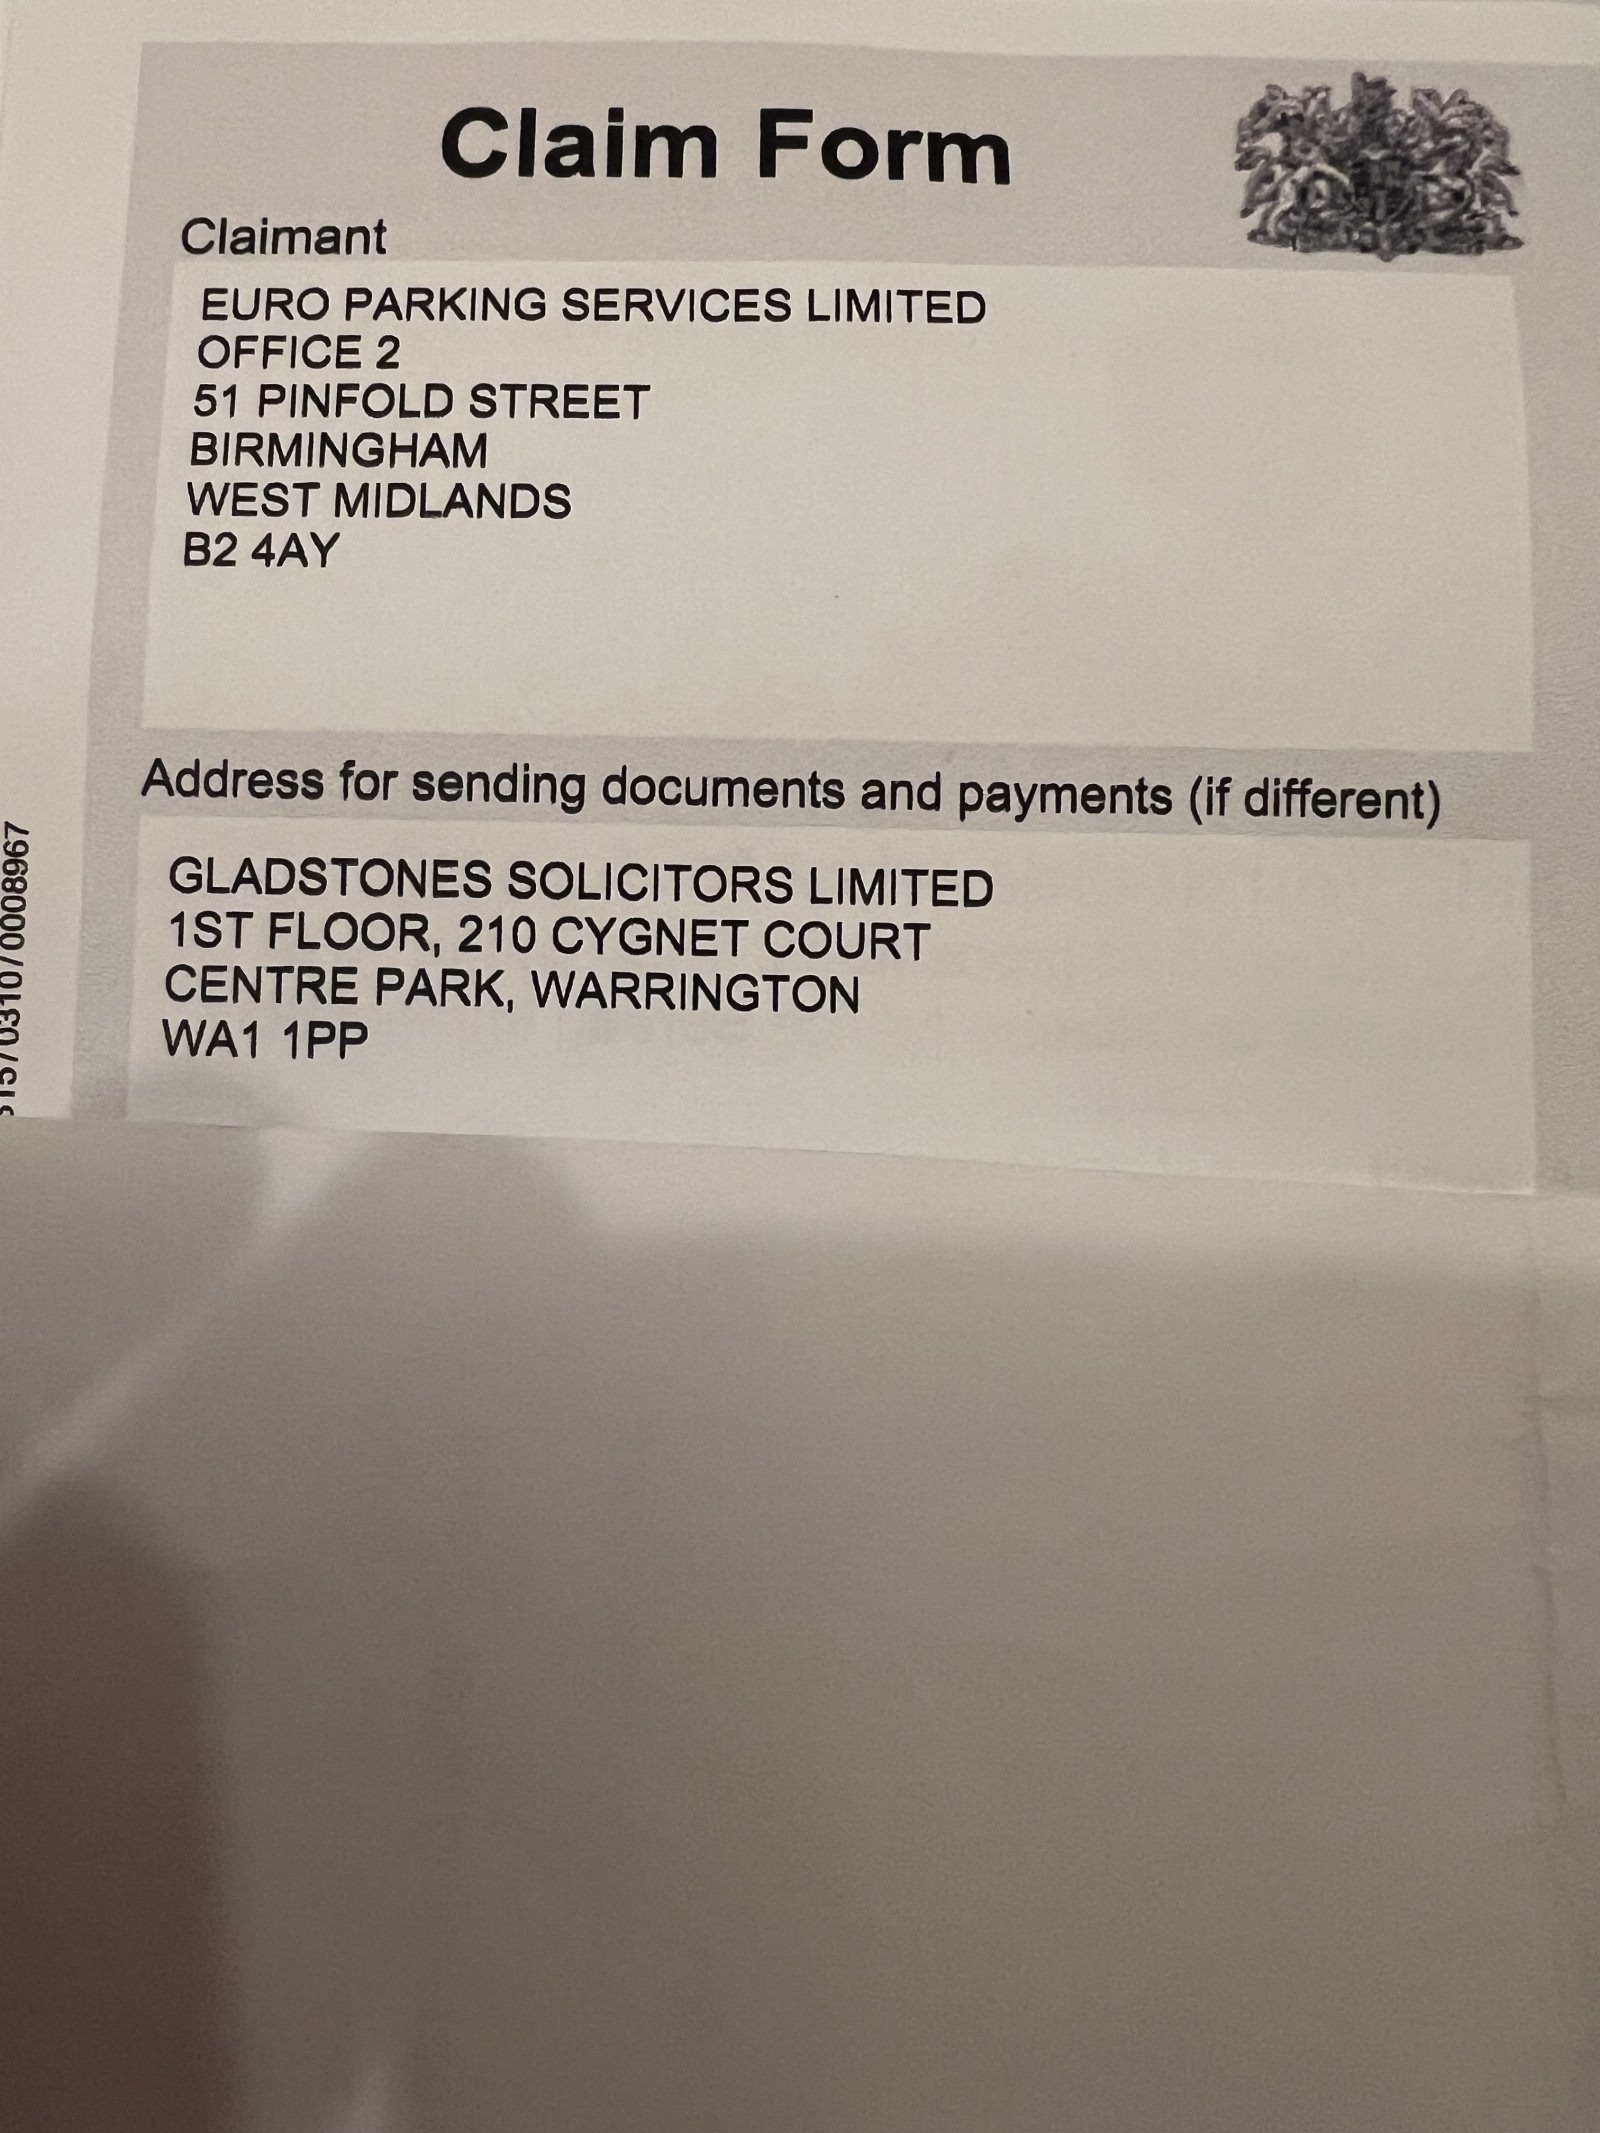 Claim Form
Claimant
EURO PARKING SERVICES LIMITED
OFFICE 2
51 PINFOLD STREET
BIRMINGHAM
WEST MIDLANDS
B2 4AY
Address for sending documents and payments (if different)
GLADSTONES SOLICITORS LIMITED
1ST FLOOR, 210 CYGNET COURT
CENTRE PARK, WARRINGTON
WA1 1PP
/0310/0008967